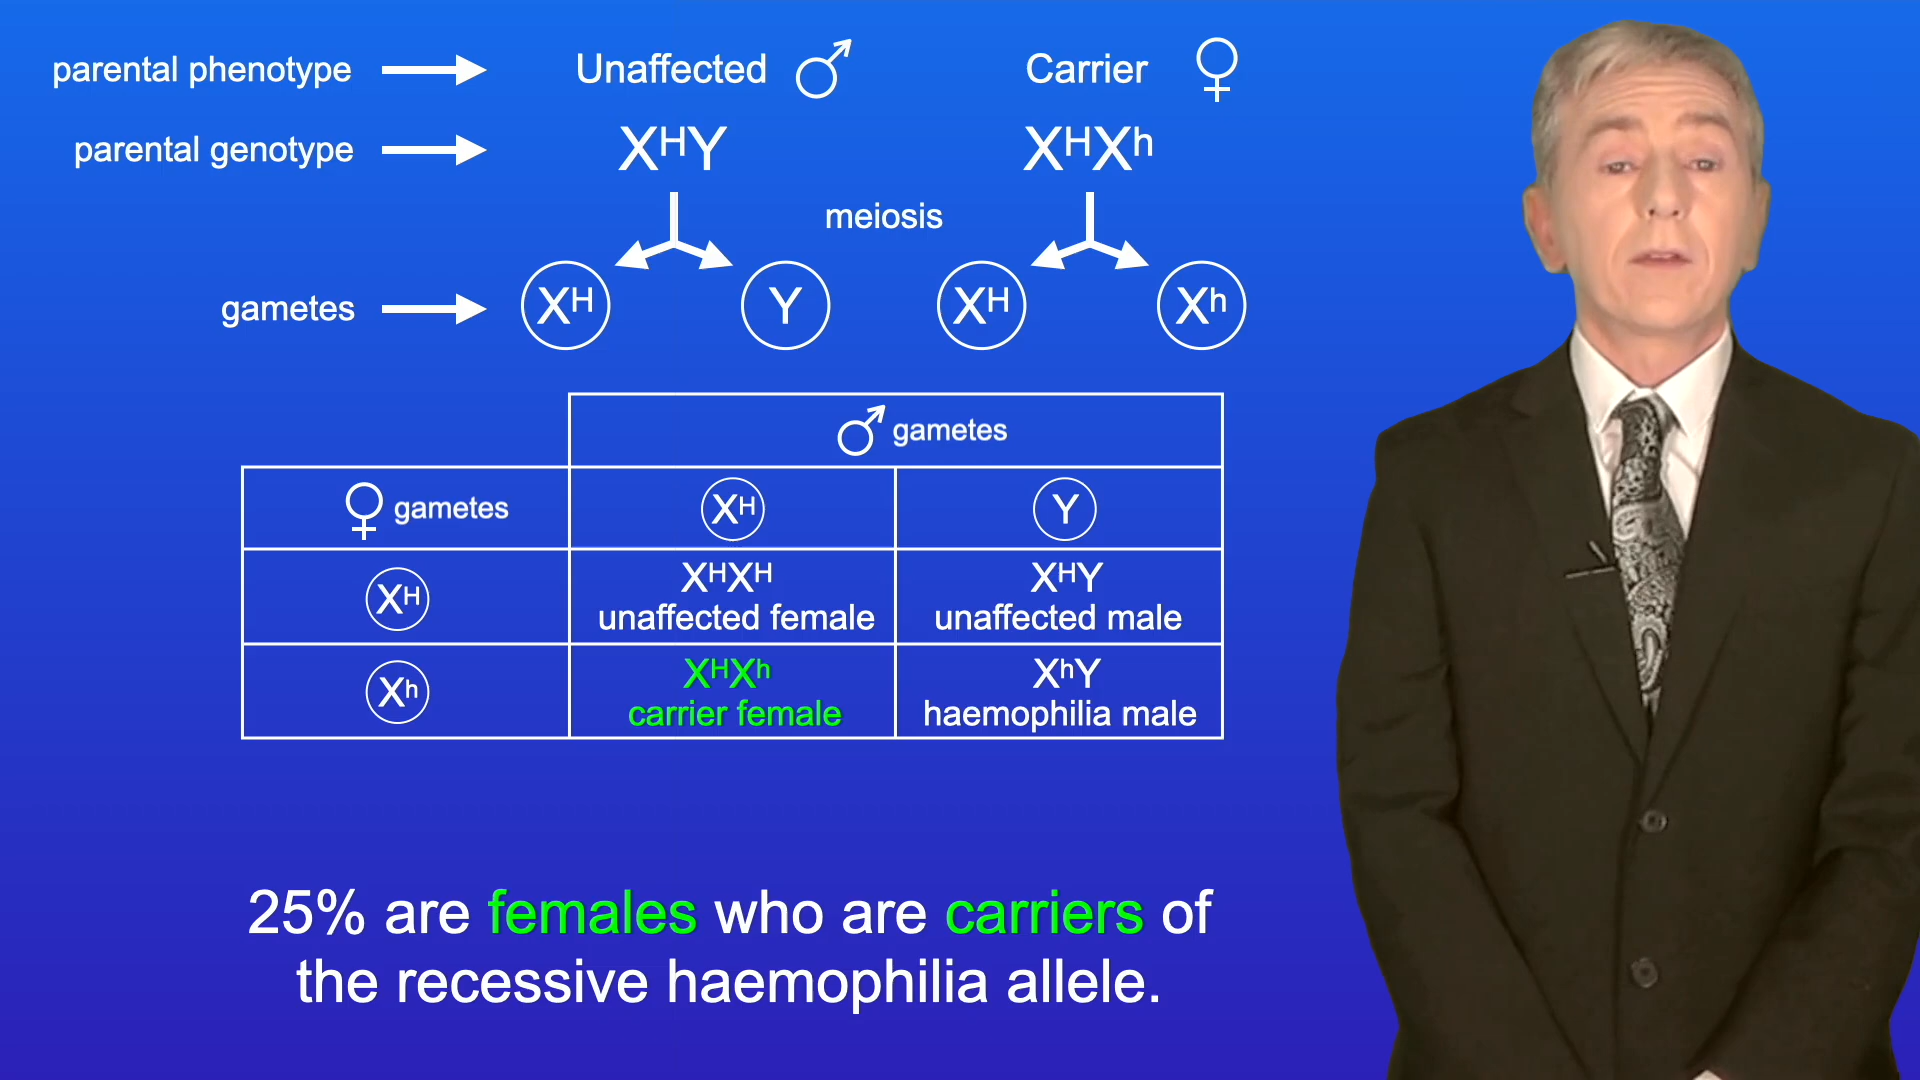 parental phenotype Unaffected ♂ Carrier ♀
parental genotype XᴴY XᴴXʰ
meiosis
gametes Xᴴ Y Xᴴ Xʰ
♂ gametes
♀ gametes Xᴴ Y
Xᴴ XᴴXᴴ XᴴY
unaffected female unaffected male
Xʰ XᴴXʰ XʰY
carrier female haemophilia male
25% are females who are carriers of
the recessive haemophilia allele.